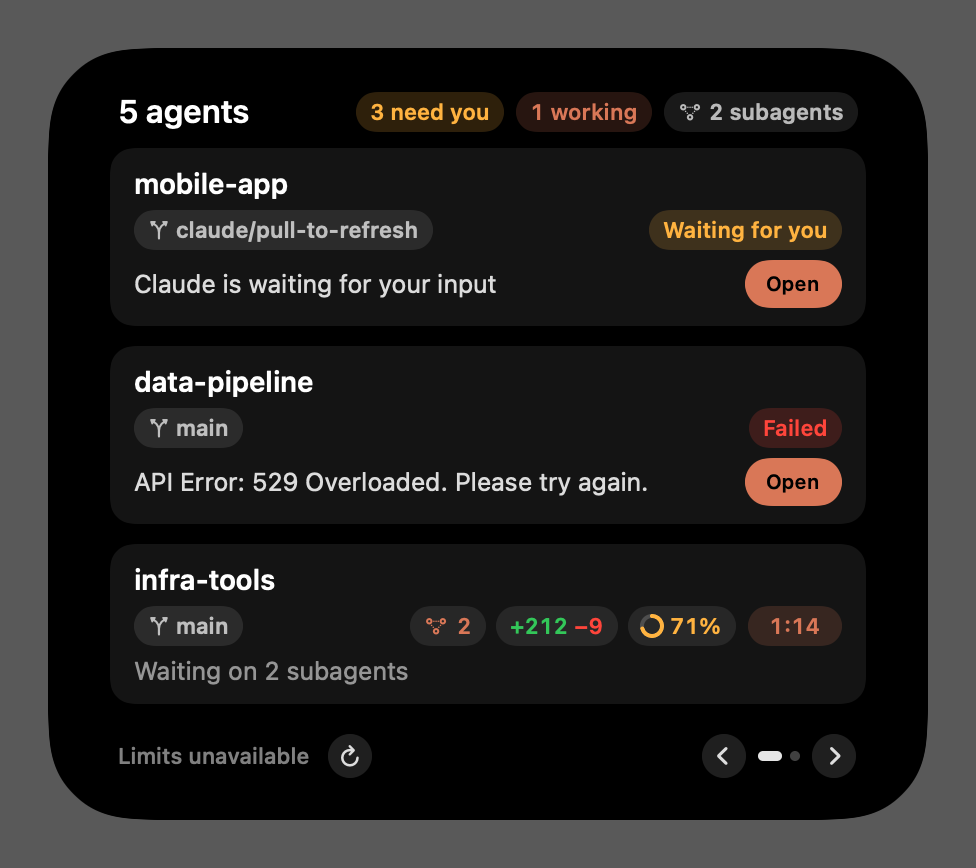 5 agents 3 need you 1 working 2 subagents
mobile-app
claude/pull-to-refresh Waiting for you
Claude is waiting for your input Open
data-pipeline
main Failed
API Error: 529 Overloaded. Please try again. Open
infra-tools
main 2 +212 −9 71% 1:14
Waiting on 2 subagents
Limits unavailable